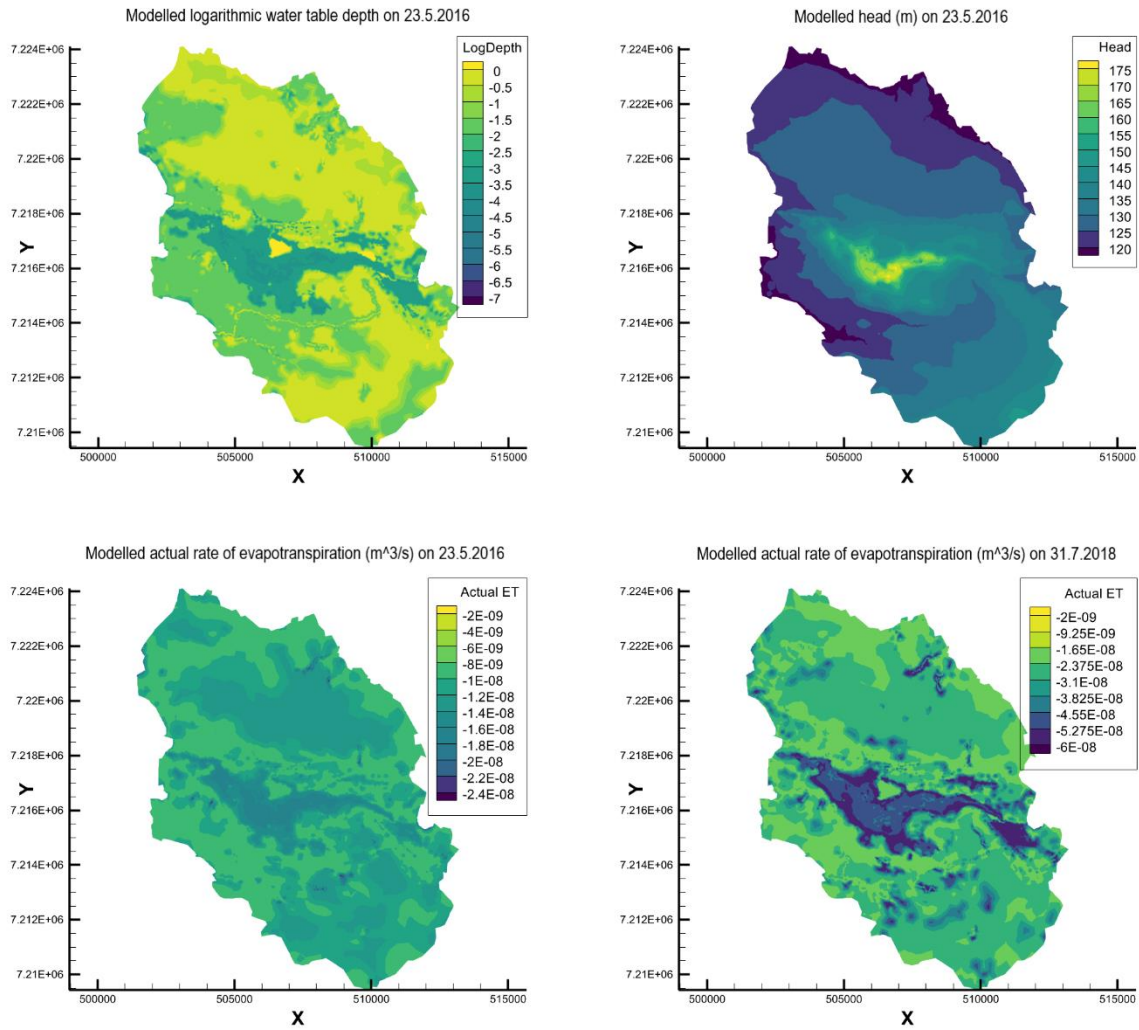 Modelled logarithmic water table depth on 23.5.2016
LogDepth
0
-0.5
-1
-1.5
-2
-2.5
-3
-3.5
-4
-4.5
-5
-5.5
-6
-6.5
-7
7.224E+06
7.222E+06
7.22E+06
7.218E+06
7.216E+06
7.214E+06
7.212E+06
7.21E+06
Y
500000 505000 510000 515000
X
Modelled head (m) on 23.5.2016
Head
175
170
165
160
155
150
145
140
135
130
125
120
7.224E+06
7.222E+06
7.22E+06
7.218E+06
7.216E+06
7.214E+06
7.212E+06
7.21E+06
Y
500000 505000 510000 515000
X
Modelled actual rate of evapotranspiration (m^3/s) on 23.5.2016
Actual ET
-2E-09
-4E-09
-6E-09
-8E-09
-1E-08
-1.2E-08
-1.4E-08
-1.6E-08
-1.8E-08
-2E-08
-2.2E-08
-2.4E-08
7.224E+06
7.222E+06
7.22E+06
7.218E+06
7.216E+06
7.214E+06
7.212E+06
7.21E+06
Y
500000 505000 510000 515000
X
Modelled actual rate of evapotranspiration (m^3/s) on 31.7.2018
Actual ET
-2E-09
-9.25E-09
-1.65E-08
-2.375E-08
-3.1E-08
-3.825E-08
-4.55E-08
-5.275E-08
-6E-08
7.224E+06
7.222E+06
7.22E+06
7.218E+06
7.216E+06
7.214E+06
7.212E+06
7.21E+06
Y
500000 505000 510000 515000
X